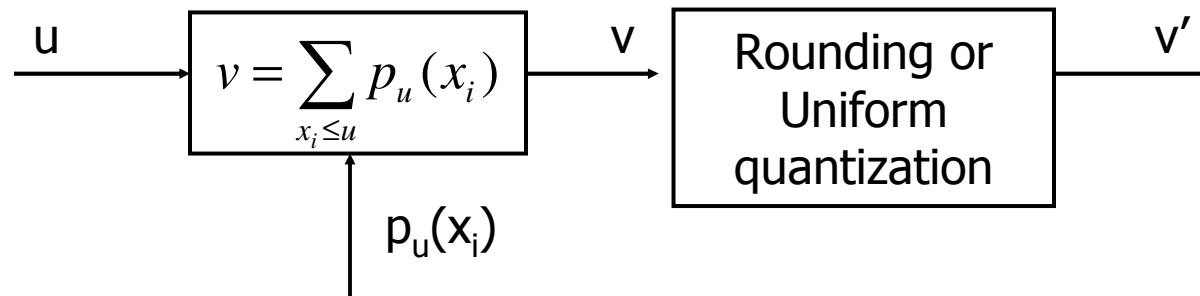 u
v = ∑ p_u(x_i)
x_i ≤ u
p_u(x_i)
v
Rounding or
Uniform
quantization
v’